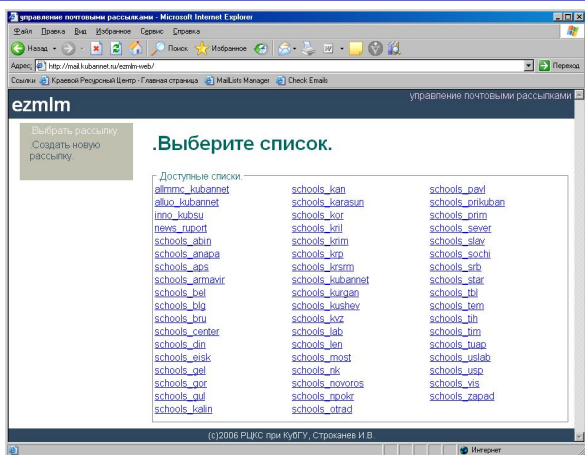 управление почтовыми рассылками - Microsoft Internet Explorer
Файл Правка Вид Избранное Сервис Справка
Назад Поиск Избранное
Адрес: http://mail.kubannet.ru/ezmlm-web/ Переход
Ссылки Краевой Ресурсный Центр - Главная страница MailLists Manager Check Emails
ezmlm
управление почтовыми рассылками
Выбрать рассылку
.Создать новую
рассылку.
.Выберите список.
Доступные списки.
allmmc_kubannet
alluo_kubannet
inno_kubsu
news_ruport
schools_abin
schools_anapa
schools_aps
schools_armavir
schools_bel
schools_blg
schools_bru
schools_center
schools_din
schools_eisk
schools_gel
schools_gor
schools_gul
schools_kalin
schools_kan
schools_karasun
schools_kor
schools_kril
schools_krim
schools_krp
schools_krsrm
schools_kubannet
schools_kurgan
schools_kushev
schools_kvz
schools_lab
schools_len
schools_most
schools_nk
schools_novoros
schools_npokr
schools_otrad
schools_pavl
schools_prikuban
schools_prim
schools_sever
schools_slav
schools_sochi
schools_srb
schools_star
schools_tbl
schools_tem
schools_tih
schools_tim
schools_tuap
schools_uslab
schools_usp
schools_vis
schools_zapad
(c)2006 РЦКС при КубГУ, Строканев И.В.
Интернет